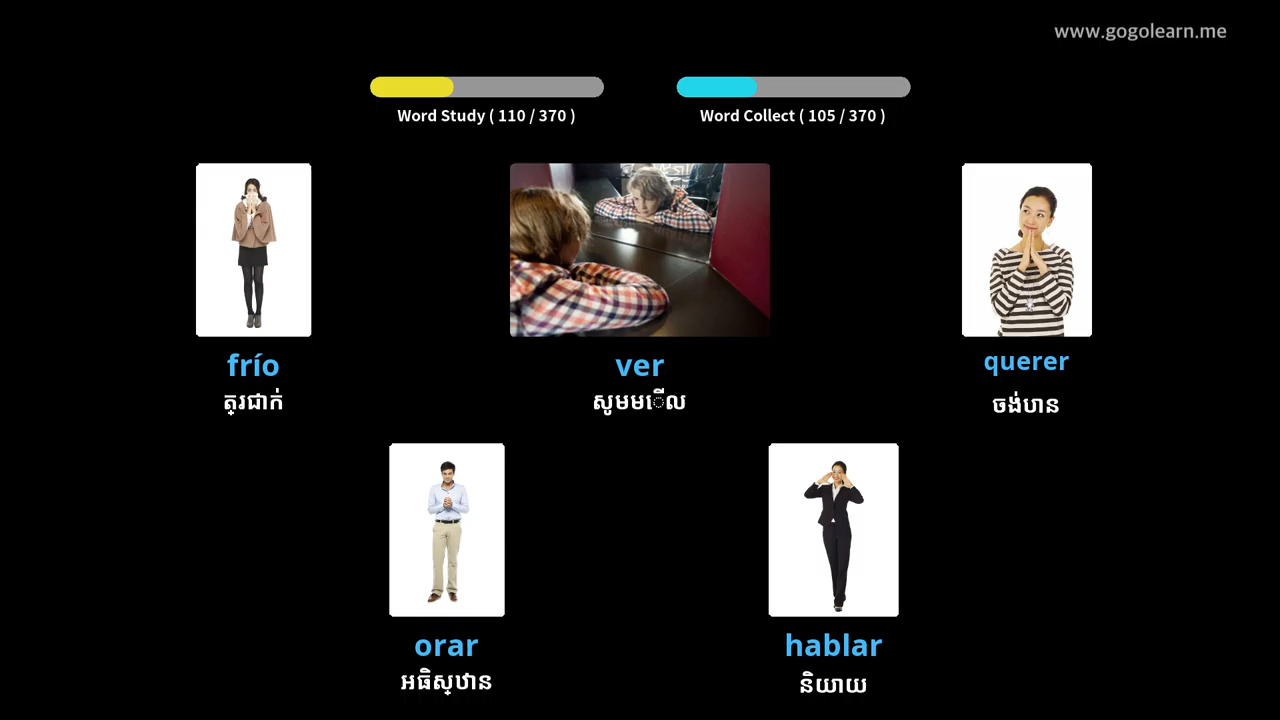 www.gogolearn.me
Word Study ( 110 / 370 )
Word Collect ( 105 / 370 )
frío
ត្រជាក់
ver
សូមមើល
querer
ចង់បាន
orar
អធិស្ឋាន
hablar
និយាយ